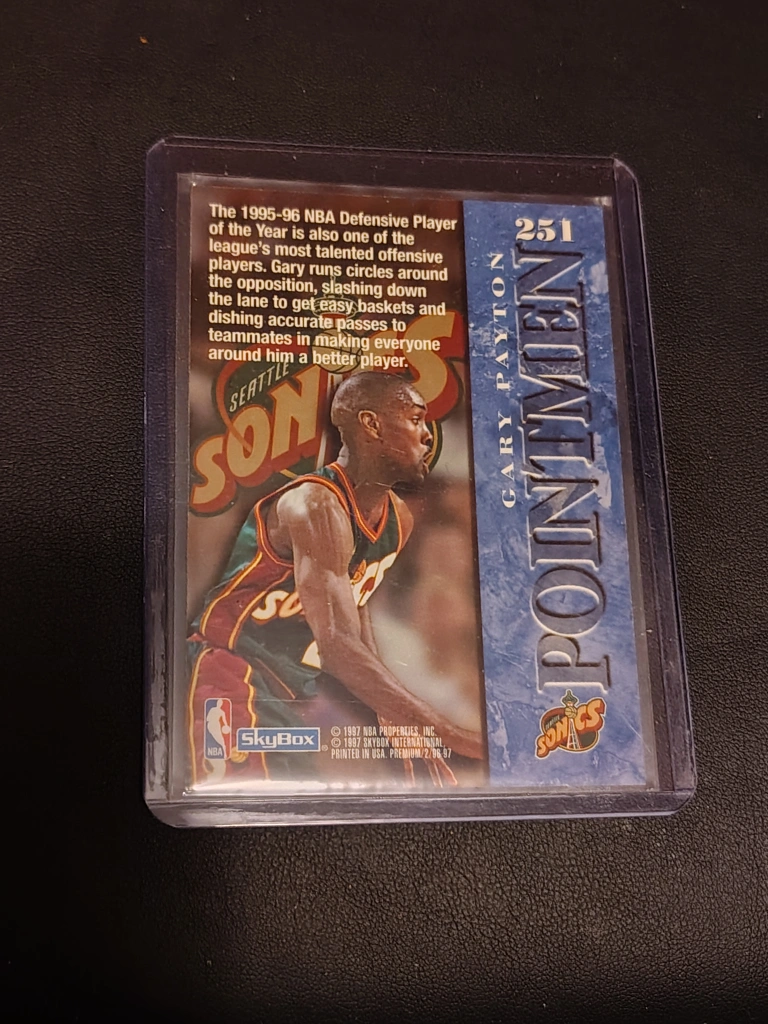 The 1995-96 NBA Defensive Player
of the Year is also one of the
league's most talented offensive
players. Gary runs circles around
the opposition, slashing down
the lane to get easy baskets and
dishing accurate passes to
teammates in making everyone
around him a better player.
251
GARY PAYTON
POINTMEN
SEATTLE
SONICS
SONICS
NBA
SkyBox
© 1997 NBA PROPERTIES, INC.
© 1997 SKYBOX INTERNATIONAL.
PRINTED IN USA. PREMIUM/2/96-97